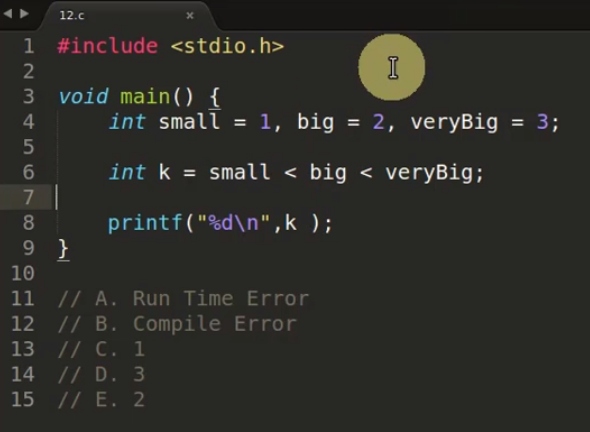 12.c ×
1 #include <stdio.h>
2
3 void main() {
4     int small = 1, big = 2, veryBig = 3;
5
6     int k = small < big < veryBig;
7
8     printf("%d\n",k );
9 }
10
11 // A. Run Time Error
12 // B. Compile Error
13 // C. 1
14 // D. 3
15 // E. 2